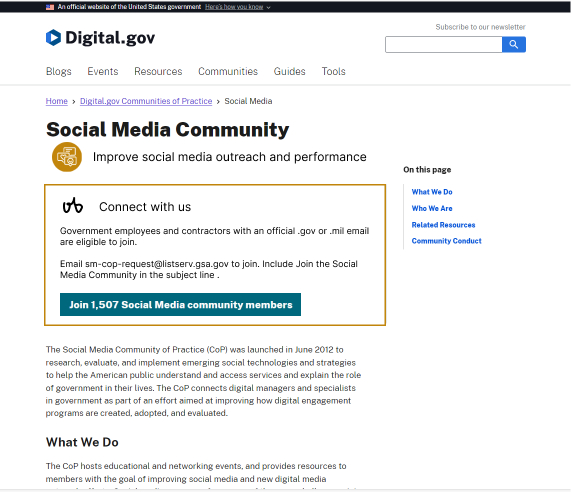 An official website of the United States government Here's how you know
Digital.gov
Subscribe to our newsletter
Blogs Events Resources Communities Guides Tools
Home > Digital.gov Communities of Practice > Social Media
Social Media Community
Improve social media outreach and performance
Connect with us
Government employees and contractors with an official .gov or .mil email
are eligible to join.
Email sm-cop-request@listserv.gsa.gov to join. Include Join the Social
Media Community in the subject line .
Join 1,507 Social Media community members
On this page
What We Do
Who We Are
Related Resources
Community Conduct
The Social Media Community of Practice (CoP) was launched in June 2012 to
research, evaluate, and implement emerging social technologies and strategies
to help the American public understand and access services and explain the role
of government in their lives. The CoP connects digital managers and specialists
in government as part of an effort aimed at improving how digital engagement
programs are created, adopted, and evaluated.
What We Do
The CoP hosts educational and networking events, and provides resources to
members with the goal of improving social media and new digital media